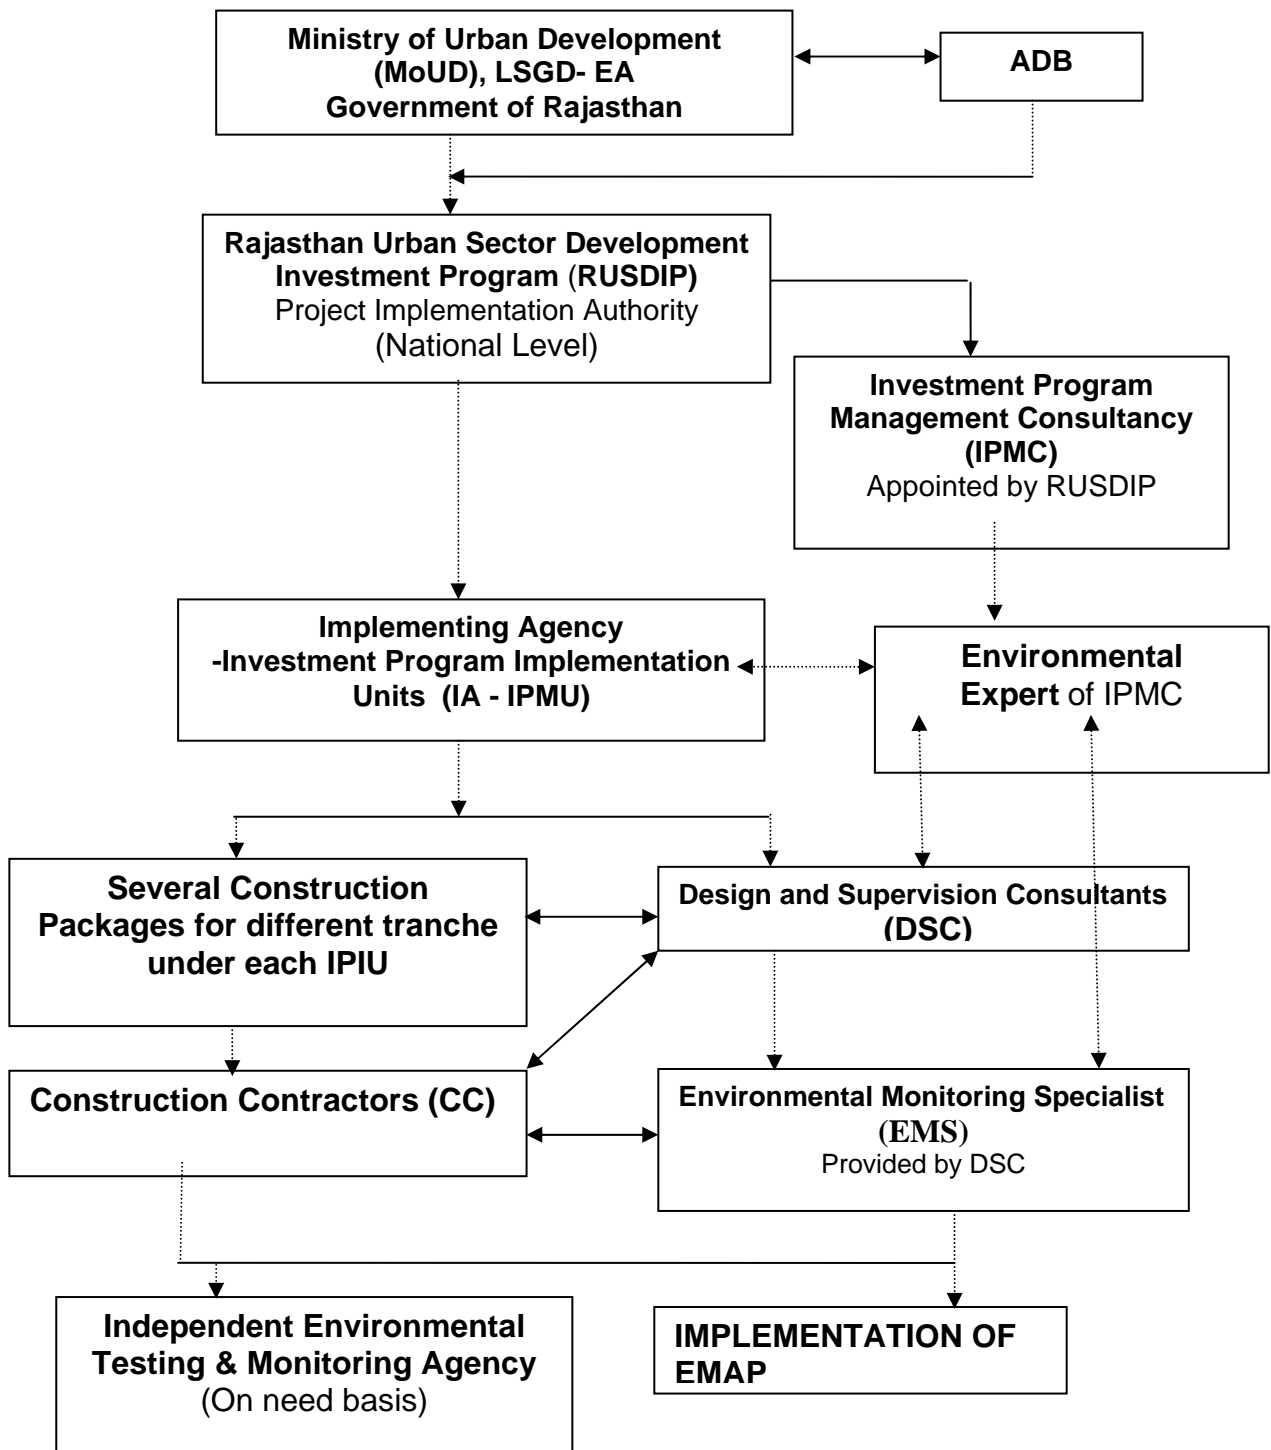 Ministry of Urban Development
(MoUD), LSGD- EA
Government of Rajasthan
ADB
Rajasthan Urban Sector Development
Investment Program (RUSDIP)
Project Implementation Authority
(National Level)
Investment Program
Management Consultancy
(IPMC)
Appointed by RUSDIP
Implementing Agency
-Investment Program Implementation
Units (IA - IPMU)
Environmental
Expert of IPMC
Several Construction
Packages for different tranche
under each IPIU
Design and Supervision Consultants
(DSC)
Construction Contractors (CC)
Environmental Monitoring Specialist
(EMS)
Provided by DSC
Independent Environmental
Testing & Monitoring Agency
(On need basis)
IMPLEMENTATION OF
EMAP